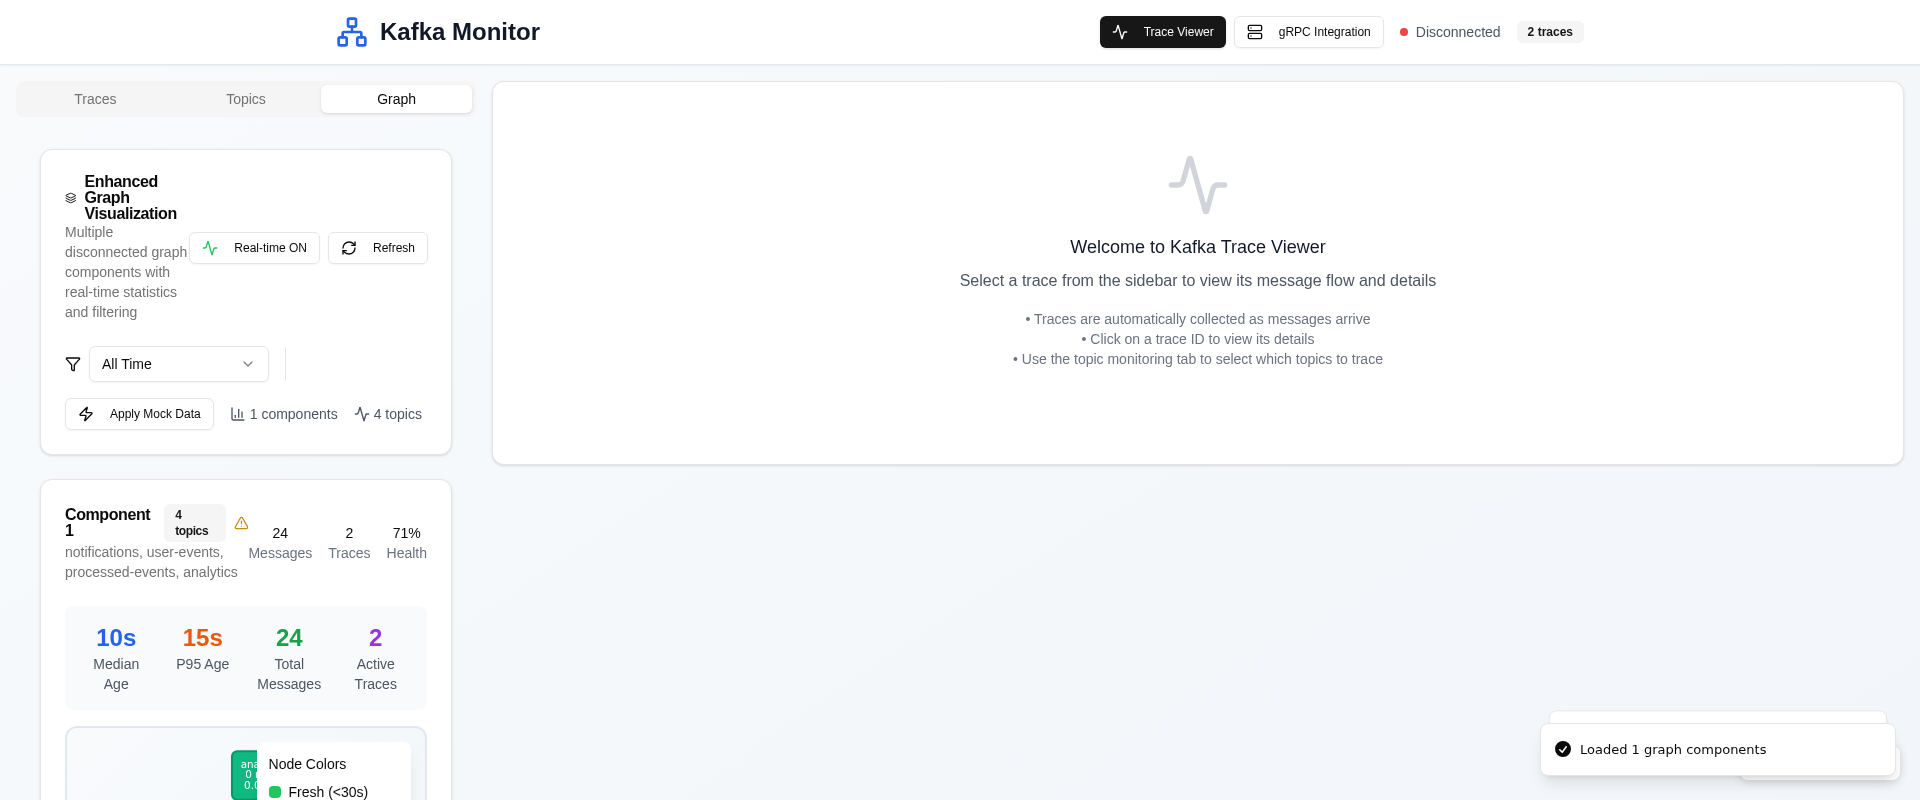 Kafka Monitor
Trace Viewer
gRPC Integration
Disconnected
2 traces
Traces
Topics
Graph
Enhanced
Graph
Visualization
Multiple
disconnected graph
components with
real-time statistics
and filtering
Real-time ON
Refresh
All Time
Apply Mock Data
1 components
4 topics
Component
1
4
topics
notifications, user-events,
processed-events, analytics
24
Messages
2
Traces
71%
Health
10s
Median
Age
15s
P95 Age
24
Total
Messages
2
Active
Traces
Node Colors
Fresh (<30s)
Welcome to Kafka Trace Viewer
Select a trace from the sidebar to view its message flow and details
• Traces are automatically collected as messages arrive
• Click on a trace ID to view its details
• Use the topic monitoring tab to select which topics to trace
Loaded 1 graph components